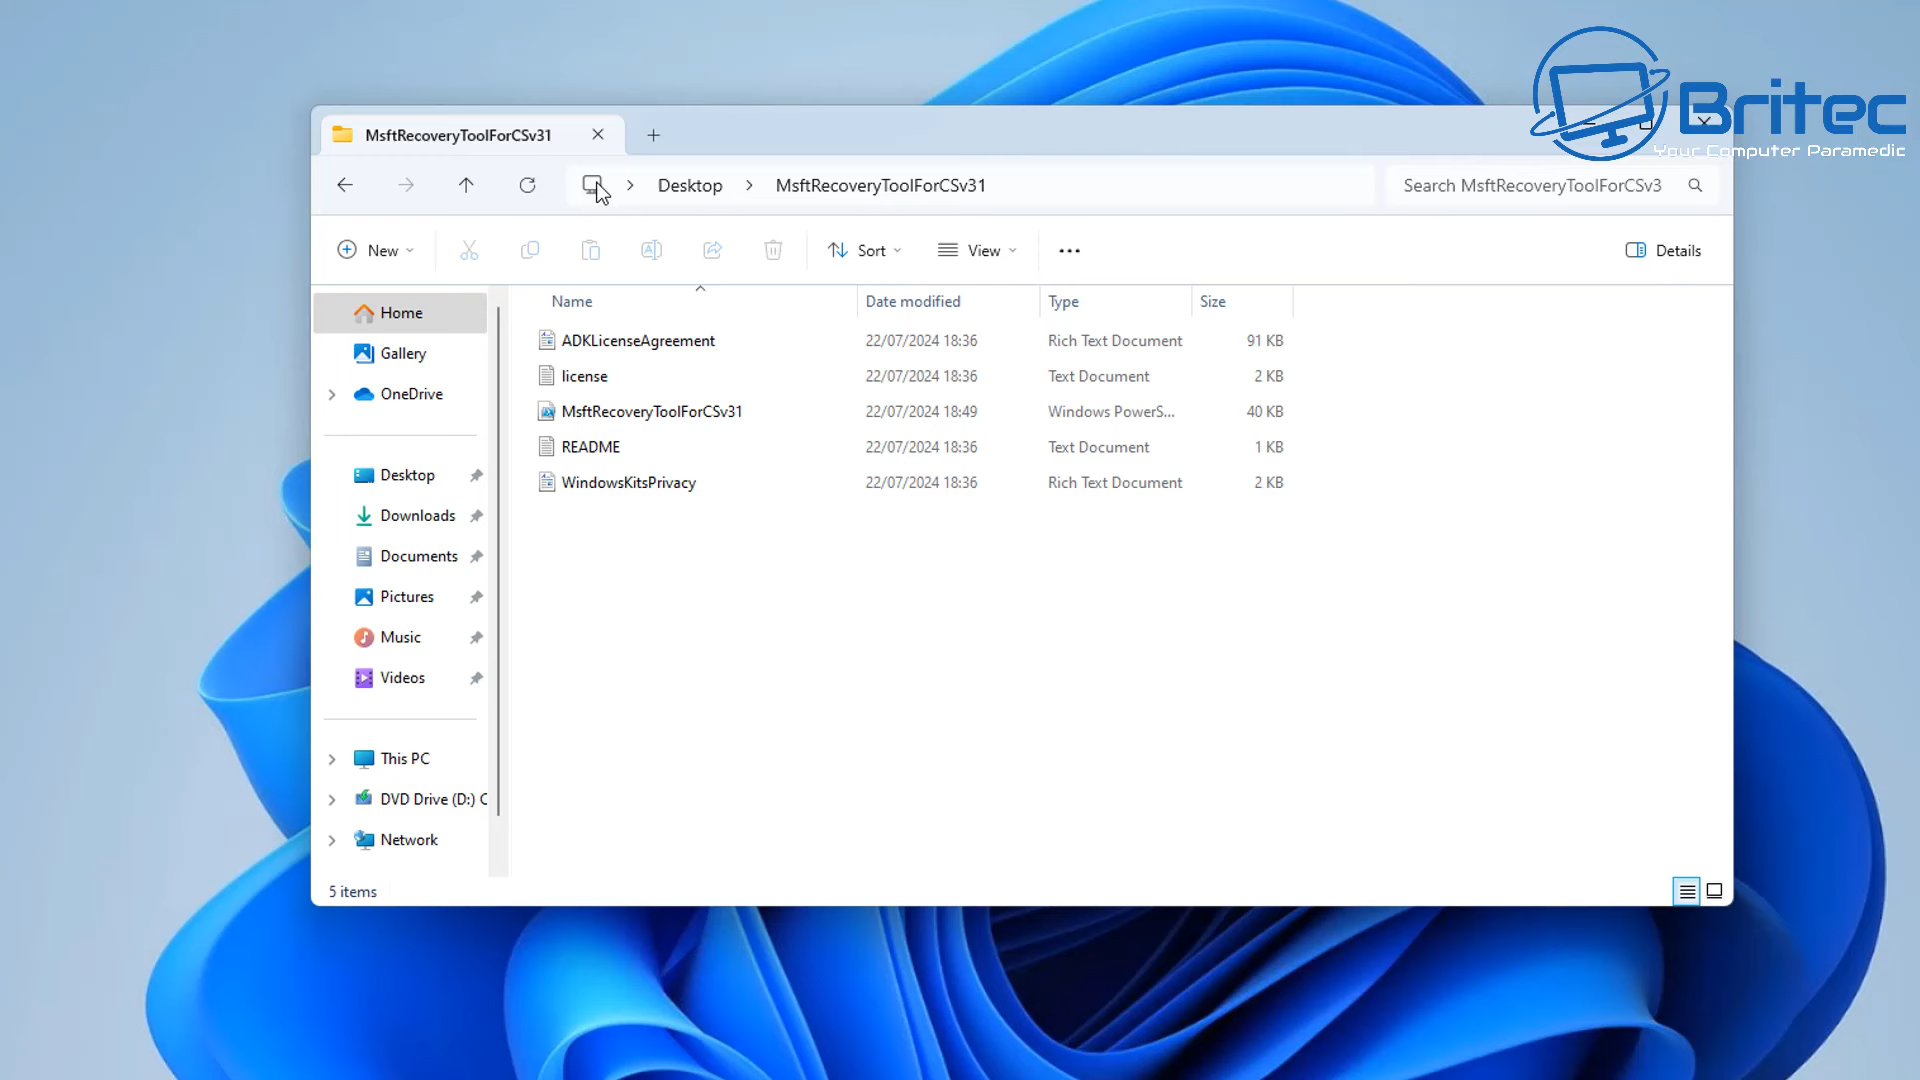 Britec
Your Computer Paramedic
MsftRecoveryToolForCSv31
Desktop
MsftRecoveryToolForCSv31
Search MsftRecoveryToolForCSv3
New
Sort
View
Details
Name Date modified Type Size
Home
Gallery
OneDrive
Desktop
Downloads
Documents
Pictures
Music
Videos
This PC
DVD Drive (D:) C
Network
ADKLicenseAgreement 22/07/2024 18:36 Rich Text Document 91 KB
license 22/07/2024 18:36 Text Document 2 KB
MsftRecoveryToolForCSv31 22/07/2024 18:49 Windows PowerS... 40 KB
README 22/07/2024 18:36 Text Document 1 KB
WindowsKitsPrivacy 22/07/2024 18:36 Rich Text Document 2 KB
5 items